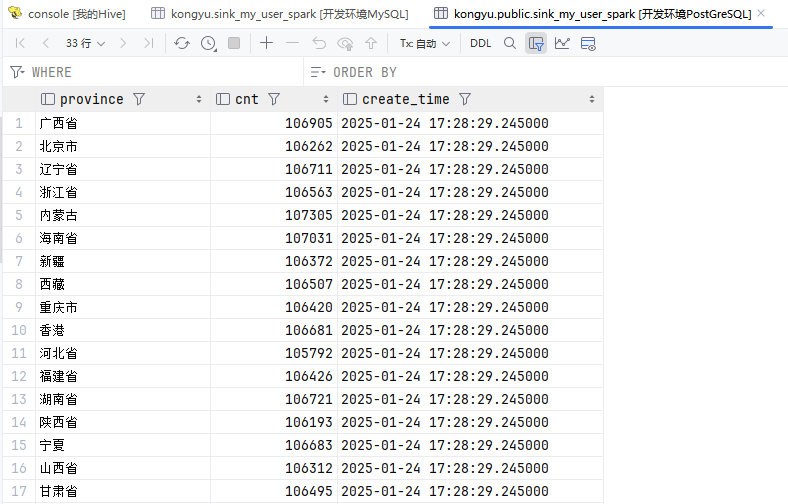 console [我的Hive] kongyu.sink_my_user_spark [开发环境MySQL] kongyu.public.sink_my_user_spark [开发环境PostGreSQL]
33 行 Tx: 自动 DDL
WHERE ORDER BY
province cnt create_time
1 广西省 106905 2025-01-24 17:28:29.245000
2 北京市 106262 2025-01-24 17:28:29.245000
3 辽宁省 106711 2025-01-24 17:28:29.245000
4 浙江省 106563 2025-01-24 17:28:29.245000
5 内蒙古 107305 2025-01-24 17:28:29.245000
6 海南省 107031 2025-01-24 17:28:29.245000
7 新疆 106372 2025-01-24 17:28:29.245000
8 西藏 106507 2025-01-24 17:28:29.245000
9 重庆市 106420 2025-01-24 17:28:29.245000
10 香港 106681 2025-01-24 17:28:29.245000
11 河北省 105792 2025-01-24 17:28:29.245000
12 福建省 106426 2025-01-24 17:28:29.245000
13 湖南省 106721 2025-01-24 17:28:29.245000
14 陕西省 106193 2025-01-24 17:28:29.245000
15 宁夏 106683 2025-01-24 17:28:29.245000
16 山西省 106312 2025-01-24 17:28:29.245000
17 甘肃省 106495 2025-01-24 17:28:29.245000